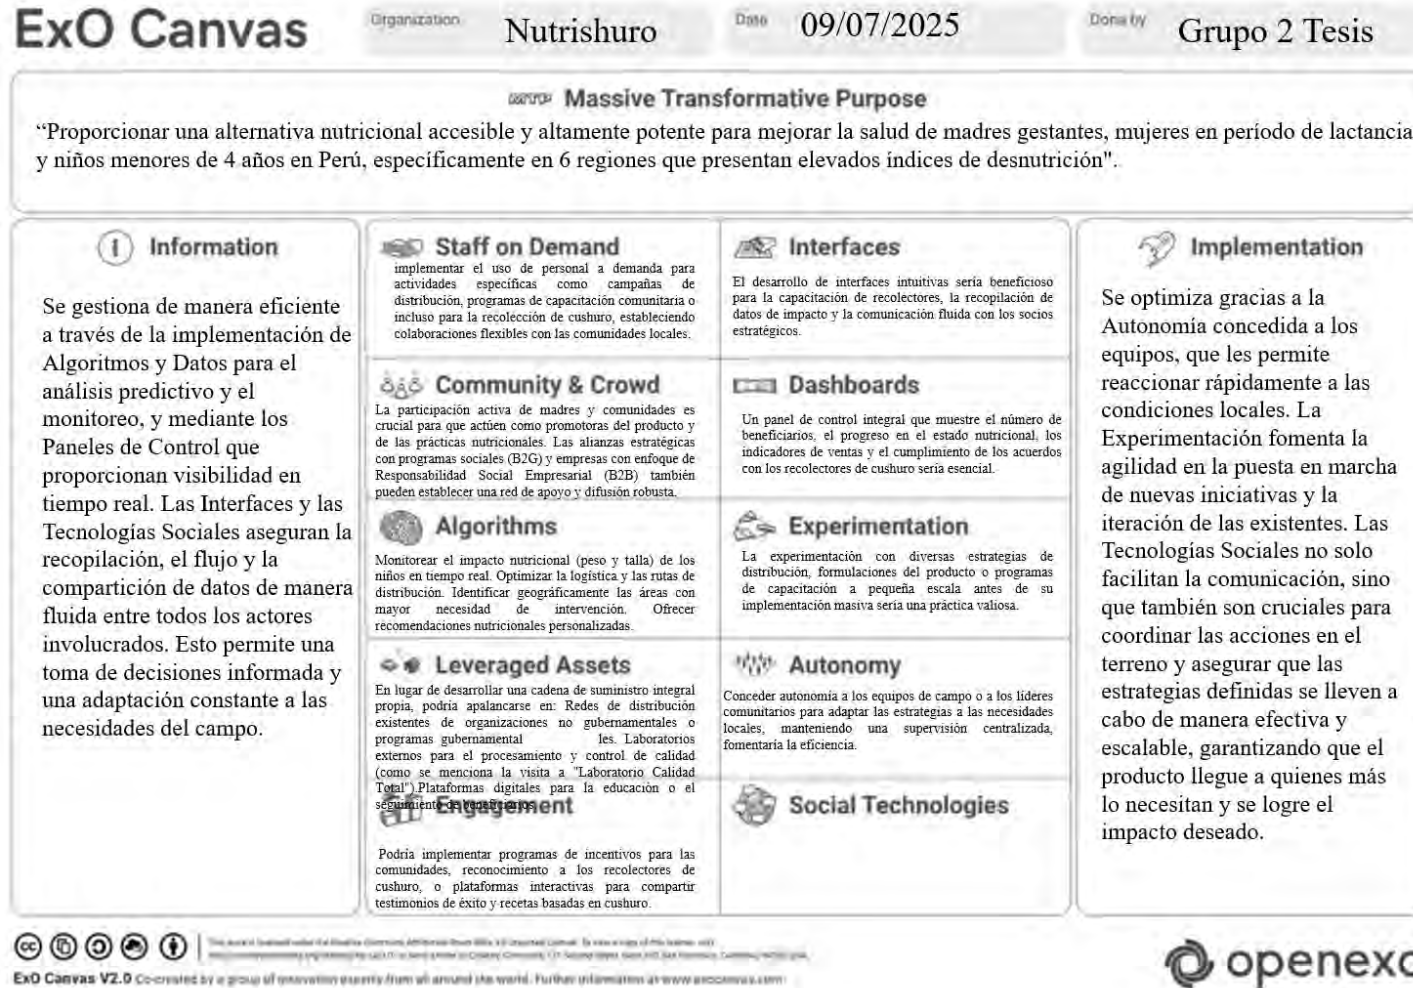 ExO Canvas
Organization
Nutrishuro
Date
09/07/2025
Done by
Grupo 2 Tesis
MTP Massive Transformative Purpose
“Proporcionar una alternativa nutricional accesible y altamente potente para mejorar la salud de madres gestantes, mujeres en período de lactancia
y niños menores de 4 años en Perú, específicamente en 6 regiones que presentan elevados índices de desnutrición".
Information
Se gestiona de manera eficiente
a través de la implementación de
Algoritmos y Datos para el
análisis predictivo y el
monitoreo, y mediante los
Paneles de Control que
proporcionan visibilidad en
tiempo real. Las Interfaces y las
Tecnologías Sociales aseguran la
recopilación, el flujo y la
compartición de datos de manera
fluida entre todos los actores
involucrados. Esto permite una
toma de decisiones informada y
una adaptación constante a las
necesidades del campo.
Staff on Demand
implementar el uso de personal a demanda para
actividades específicas como campañas de
distribución, programas de capacitación comunitaria o
incluso para la recolección de cushuro, estableciendo
colaboraciones flexibles con las comunidades locales.
Community & Crowd
La participación activa de madres y comunidades es
crucial para que actúen como promotoras del producto y
de las prácticas nutricionales. Las alianzas estratégicas
con programas sociales (B2G) y empresas con enfoque de
Responsabilidad Social Empresarial (B2B) también
pueden establecer una red de apoyo y difusión robusta.
Algorithms
Monitorear el impacto nutricional (peso y talla) de los
niños en tiempo real. Optimizar la logística y las rutas de
distribución. Identificar geográficamente las áreas con
mayor necesidad de intervención. Ofrecer
recomendaciones nutricionales personalizadas.
Leveraged Assets
En lugar de desarrollar una cadena de suministro integral
propia, podría apalancarse en: Redes de distribución
existentes de organizaciones no gubernamentales o
programas gubernamental les. Laboratorios
externos para el procesamiento y control de calidad
(como se menciona la visita a "Laboratorio Calidad
Total").Plataformas digitales para la educación o el
seguimiento de beneficiarios.
Engagement
Podría implementar programas de incentivos para las
comunidades, reconocimiento a los recolectores de
cushuro, o plataformas interactivas para compartir
testimonios de éxito y recetas basadas en cushuro.
Interfaces
El desarrollo de interfaces intuitivas sería beneficioso
para la capacitación de recolectores, la recopilación de
datos de impacto y la comunicación fluida con los socios
estratégicos.
Dashboards
Un panel de control integral que muestre el número de
beneficiarios, el progreso en el estado nutricional, los
indicadores de ventas y el cumplimiento de los acuerdos
con los recolectores de cushuro sería esencial.
Experimentation
La experimentación con diversas estrategias de
distribución, formulaciones del producto o programas
de capacitación a pequeña escala antes de su
implementación masiva sería una práctica valiosa.
Autonomy
Conceder autonomía a los equipos de campo o a los líderes
comunitarios para adaptar las estrategias a las necesidades
locales, manteniendo una supervisión centralizada,
fomentaría la eficiencia.
Social Technologies
Implementation
Se optimiza gracias a la
Autonomía concedida a los
equipos, que les permite
reaccionar rápidamente a las
condiciones locales. La
Experimentación fomenta la
agilidad en la puesta en marcha
de nuevas iniciativas y la
iteración de las existentes. Las
Tecnologías Sociales no solo
facilitan la comunicación, sino
que también son cruciales para
coordinar las acciones en el
terreno y asegurar que las
estrategias definidas se lleven a
cabo de manera efectiva y
escalable, garantizando que el
producto llegue a quienes más
lo necesitan y se logre el
impacto deseado.
ExO Canvas V2.0 Co-created by a group of innovation experts from all around the world. Further information at www.exocanvas.com
openexo